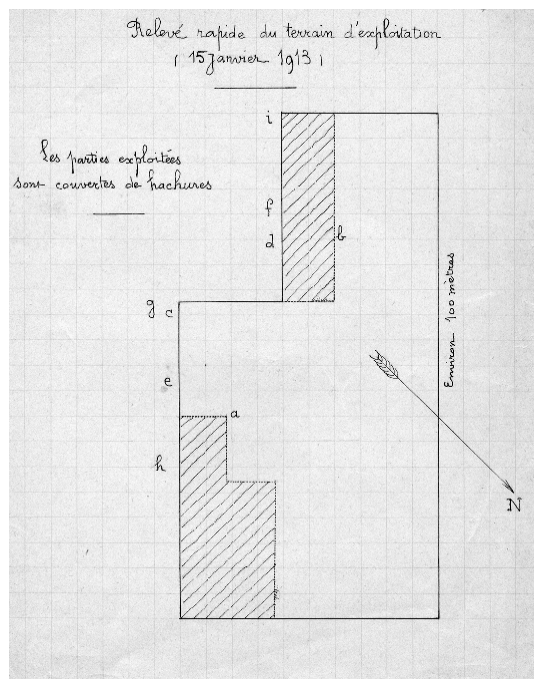 Relevé rapide du terrain d'exploitation
( 15 Janvier 1913 )
Les parties exploitées
sont couvertes de hachures
i
f
d
b
g c
e
a
h
Environ 100 mètres
N